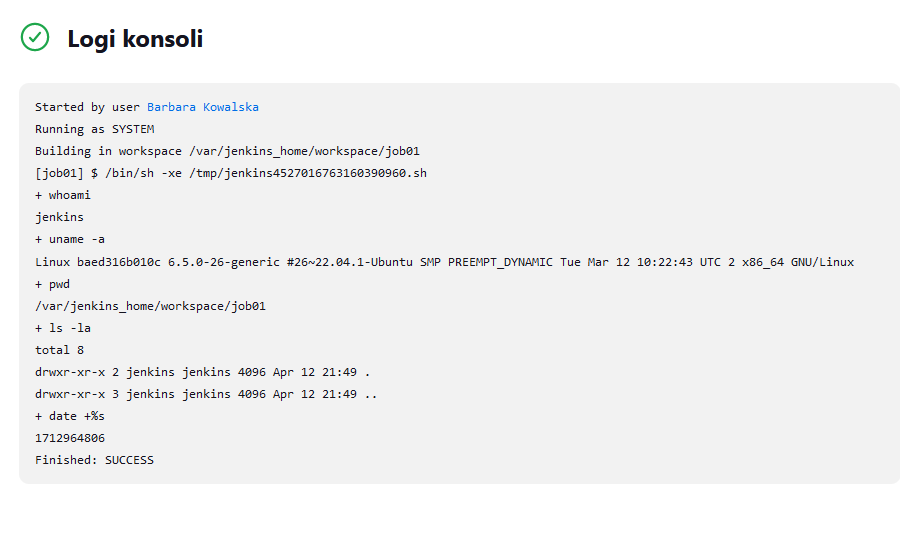 Logi konsoli
Started by user Barbara Kowalska
Running as SYSTEM
Building in workspace /var/jenkins_home/workspace/job01
[job01] $ /bin/sh -xe /tmp/jenkins4527016763160390960.sh
+ whoami
jenkins
+ uname -a
Linux baed316b010c 6.5.0-26-generic #26~22.04.1-Ubuntu SMP PREEMPT_DYNAMIC Tue Mar 12 10:22:43 UTC 2 x86_64 GNU/Linux
+ pwd
/var/jenkins_home/workspace/job01
+ ls -la
total 8
drwxr-xr-x 2 jenkins jenkins 4096 Apr 12 21:49 .
drwxr-xr-x 3 jenkins jenkins 4096 Apr 12 21:49 ..
+ date +%s
1712964806
Finished: SUCCESS